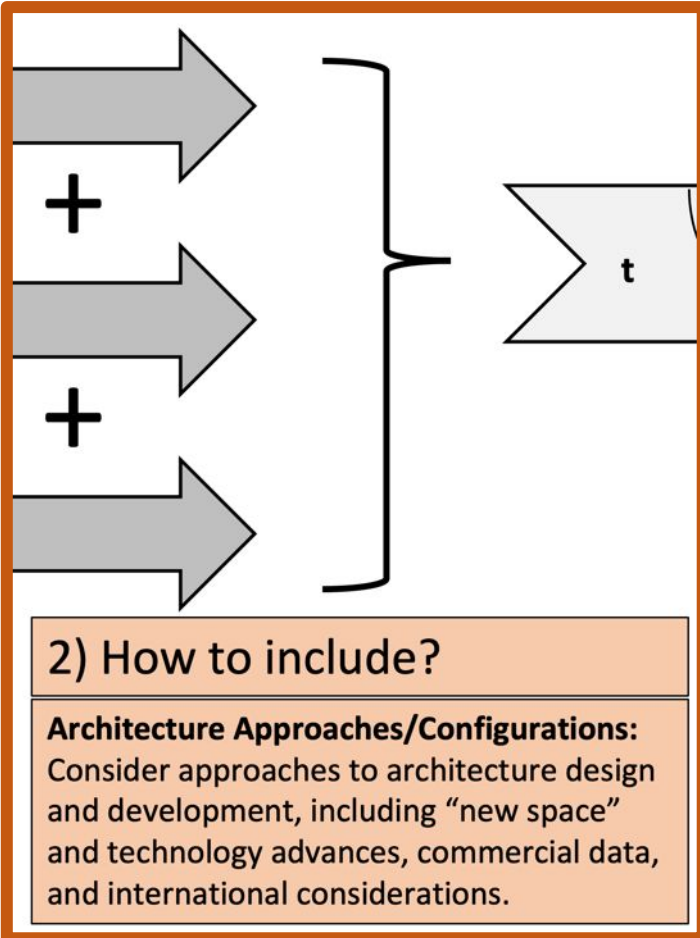 +
t
+
2) How to include?
Architecture Approaches/Configurations:
Consider approaches to architecture design
and development, including “new space”
and technology advances, commercial data,
and international considerations.